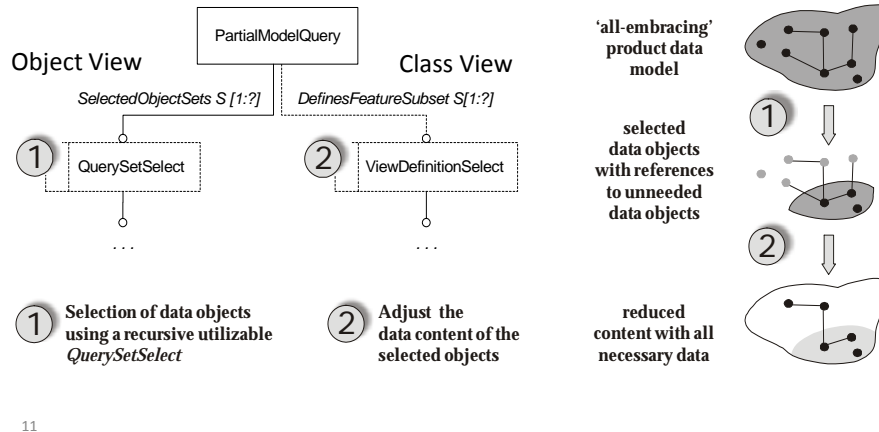 PartialModelQuery
Object View
Class View
SelectedObjectSets S [1:?]
DefinesFeatureSubset S[1:?]
1
QuerySetSelect
2
ViewDefinitionSelect
. . .
. . .
1
Selection of data objects
using a recursive utilizable
QuerySetSelect
2
Adjust the
data content of the
selected objects
'all-embracing'
product data
model
1
selected
data objects
with references
to unneeded
data objects
2
reduced
content with all
necessary data
11